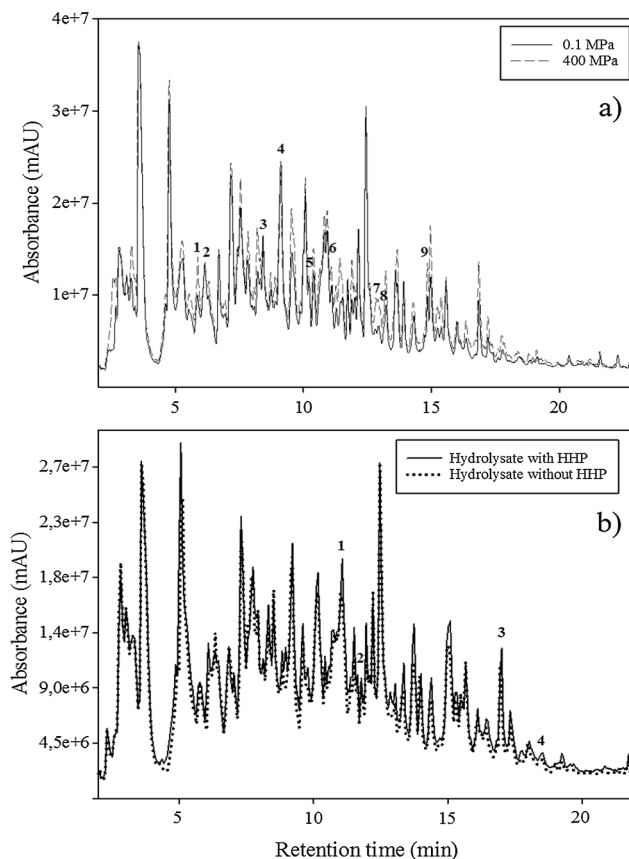 4e+7
3e+7
2e+7
1e+7
Absorbance (mAU)
0.1 MPa
400 MPa
a)
1 2 3 4 5 6 7 8 9
5 10 15 20
2,7e+7
2,3e+7
1,8e+7
1,4e+7
9,0e+6
4,5e+6
Absorbance (mAU)
Hydrolysate with HHP
Hydrolysate without HHP
b)
1 2 3 4
5 10 15 20
Retention time (min)